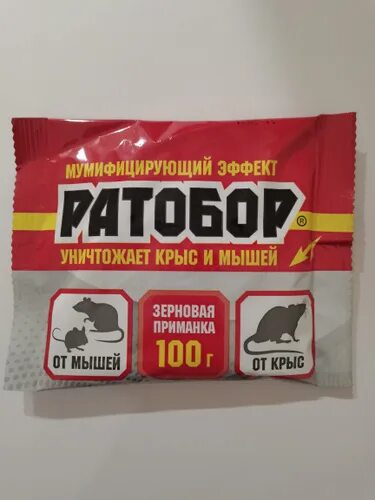 МУМИФИЦИРУЮЩИЙ ЭФФЕКТ
РАТОБОР®
УНИЧТОЖАЕТ КРЫС И МЫШЕЙ
ОТ МЫШЕЙ
ЗЕРНОВАЯ
ПРИМАНКА
100 г
ОТ КРЫС